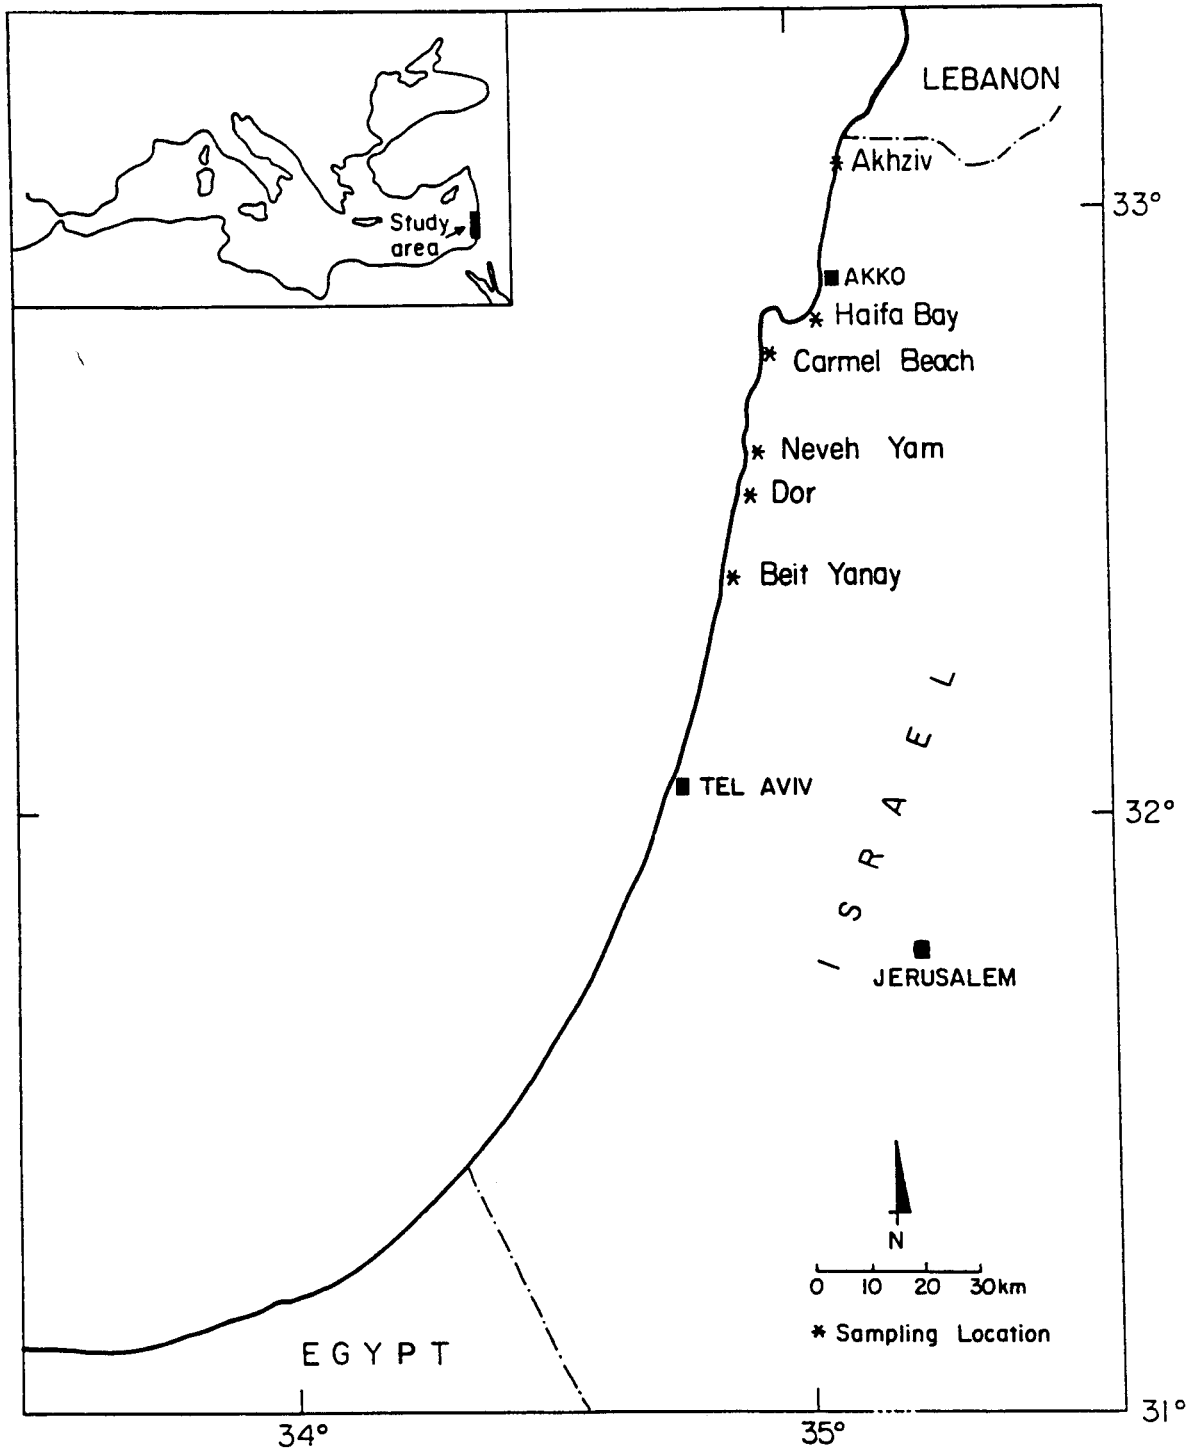 LEBANON
Akhziv
33°
Study
area
AKKO
Haifa Bay
Carmel Beach
Neveh Yam
Dor
Beit Yanay
TEL AVIV
32°
ISRAEL
JERUSALEM
N
0 10 20 30km
* Sampling Location
EGYPT
31°
34° 35°